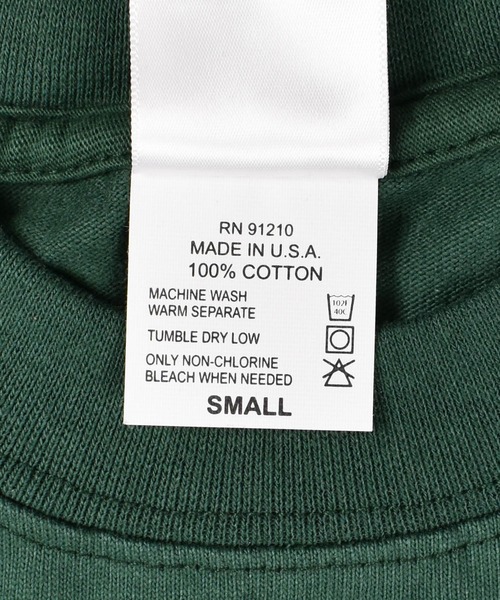 RN 91210
MADE IN U.S.A.
100% COTTON
MACHINE WASH
WARM SEPARATE
102F
40C
TUMBLE DRY LOW
ONLY NON-CHLORINE
BLEACH WHEN NEEDED
SMALL